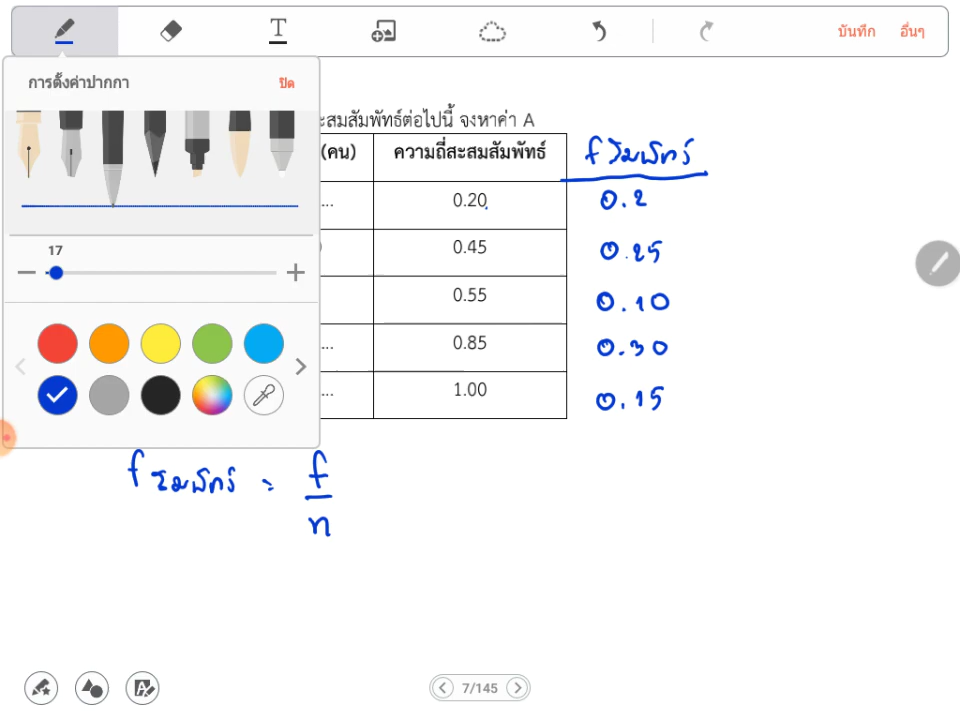 T
บันทึก อื่นๆ
การตั้งค่าปากกา ปิด
ะสมสัมพัทธ์ต่อไปนี้ จงหาค่า A
(คน) ความถี่สะสมสัมพัทธ์ f สัมพัทธ์
... 0.20 0.2
) 0.45 0.25
17
0.55 0.10
... 0.85 0.30
... 1.00 0.15
f สัมพัทธ์ = f
n
7/145